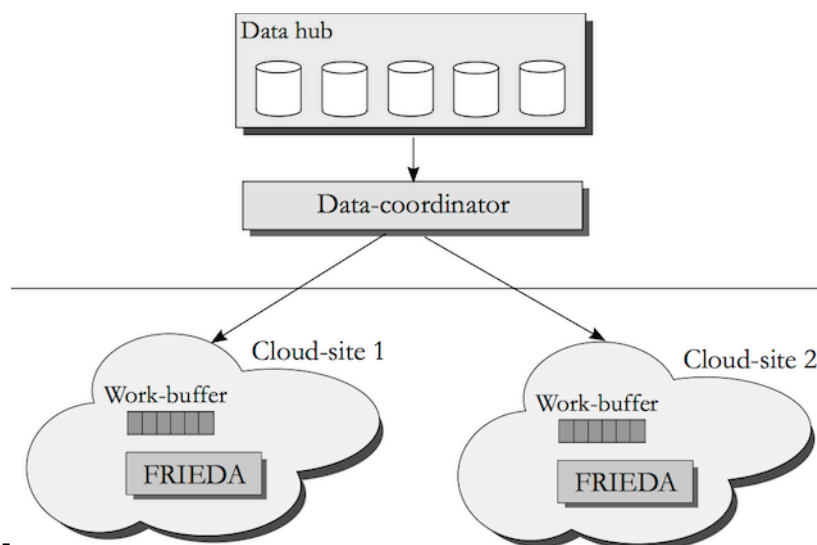 Data hub
Data-coordinator
Cloud-site 1
Cloud-site 2
Work-buffer
Work-buffer
FRIEDA
FRIEDA